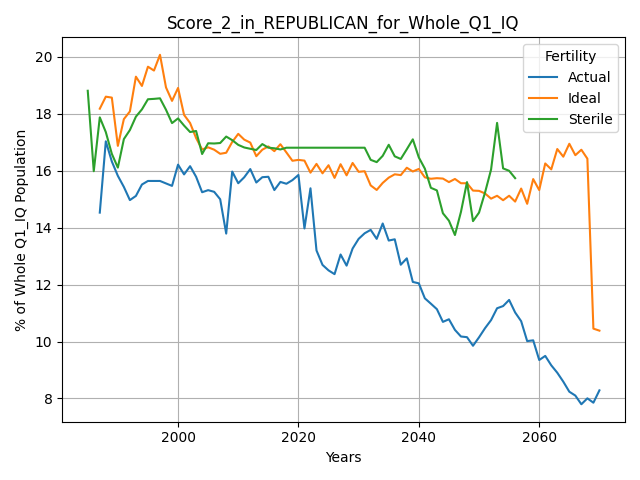 Score_2_in_REPUBLICAN_for_Whole_Q1_IQ
Fertility
Actual
Ideal
Sterile
% of Whole Q1_IQ Population
20
18
16
14
12
10
8
2000 2020 2040 2060
Years